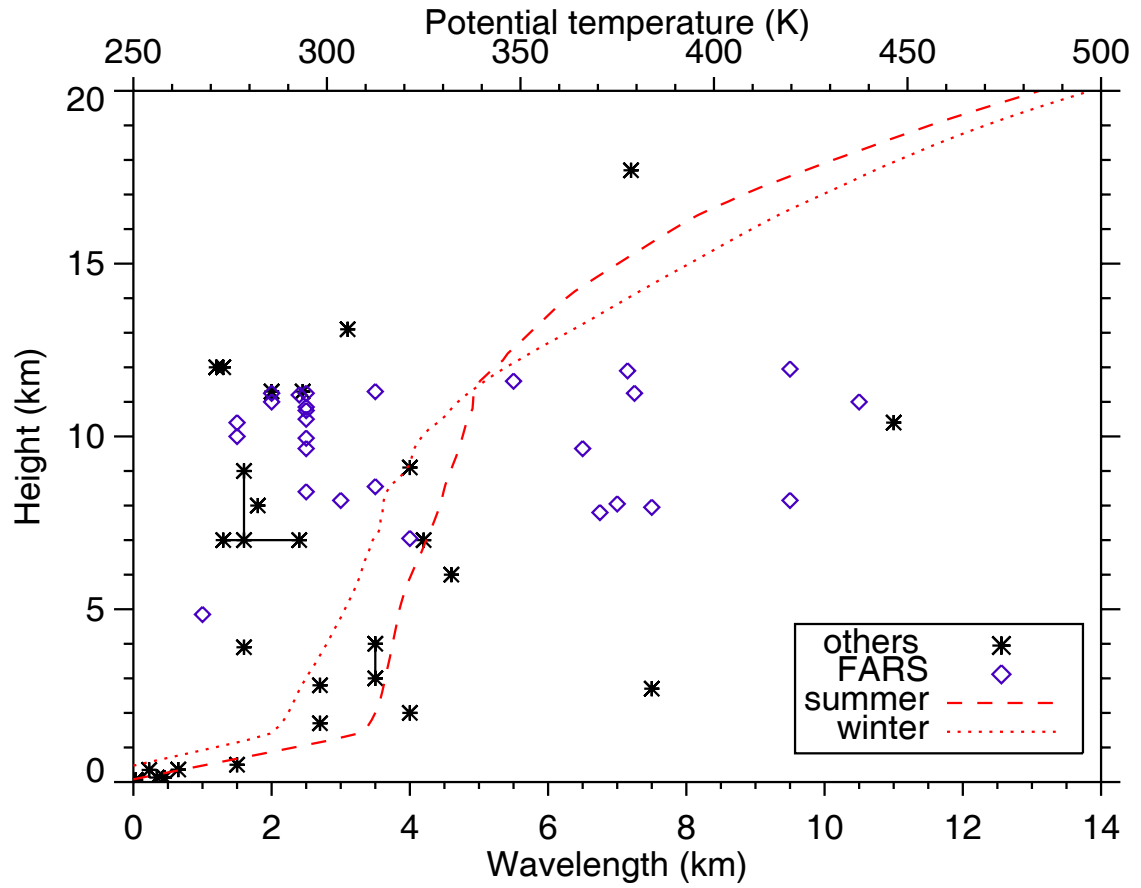 Potential temperature (K)
250 300 350 400 450 500
20
15
10
5
0
Height (km)
others
FARS
summer
winter
0 2 4 6 8 10 12 14
Wavelength (km)